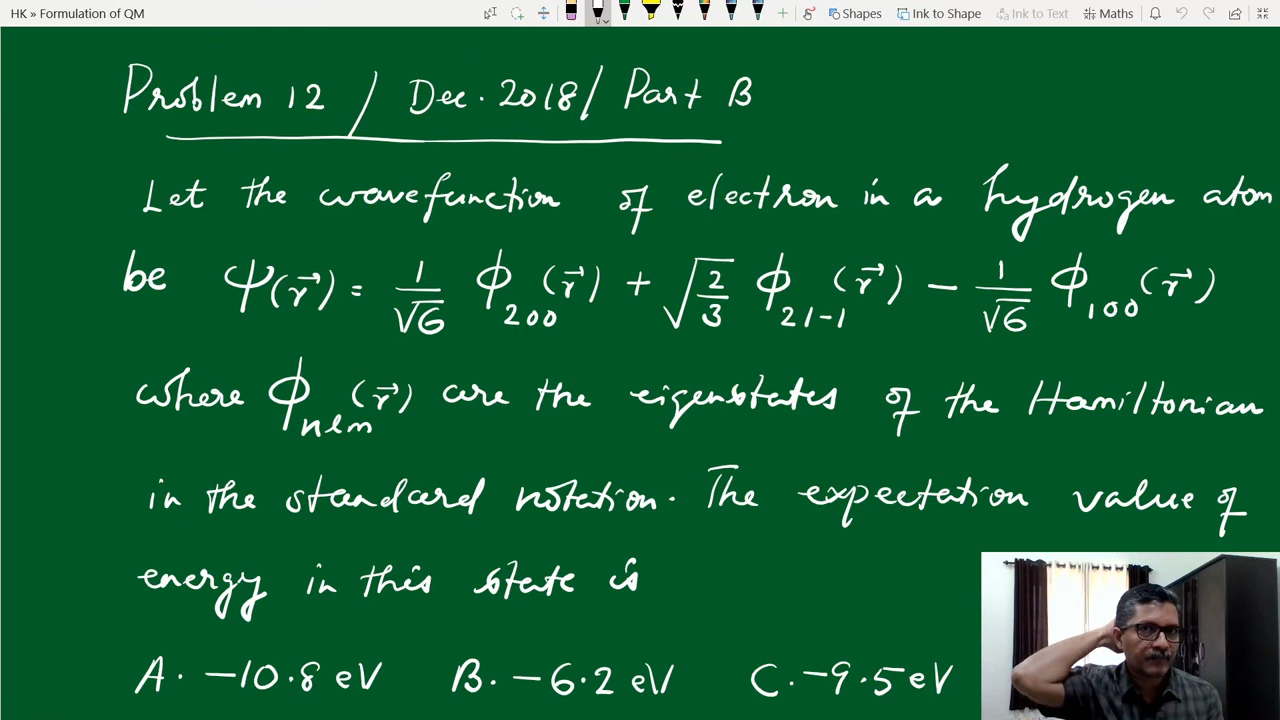 HK » Formulation of QM
Shapes Ink to Shape Ink to Text Maths
Problem 12 / Dec. 2018 / Part B
Let the wavefunction of electron in a hydrogen atom
be ψ(r⃗) = 1/√6 ϕ₂₀₀(r⃗) + √(2/3) ϕ₂₁₋₁(r⃗) − 1/√6 ϕ₁₀₀(r⃗)
where ϕₙₗₘ(r⃗) are the eigenstates of the Hamiltonian
in the standard notation. The expectation value of
energy in this state is
A. −10.8 eV B. −6.2 eV C. −9.5 eV